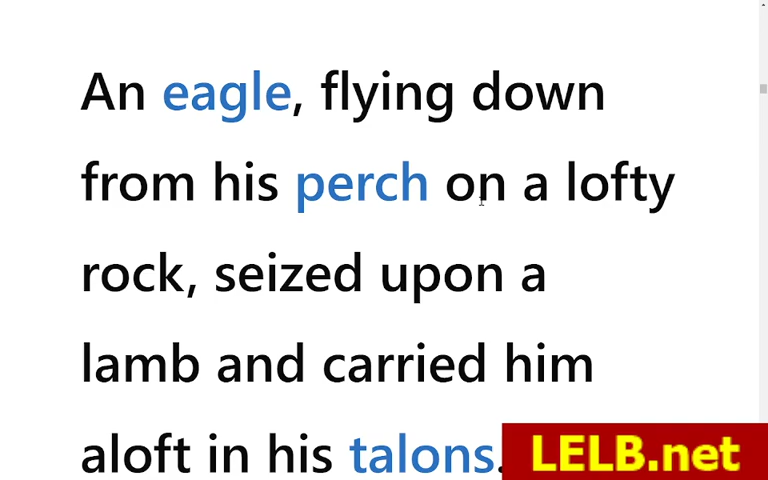 An eagle, flying down
from his perch on a lofty
rock, seized upon a
lamb and carried him
aloft in his talons.
LELB.net